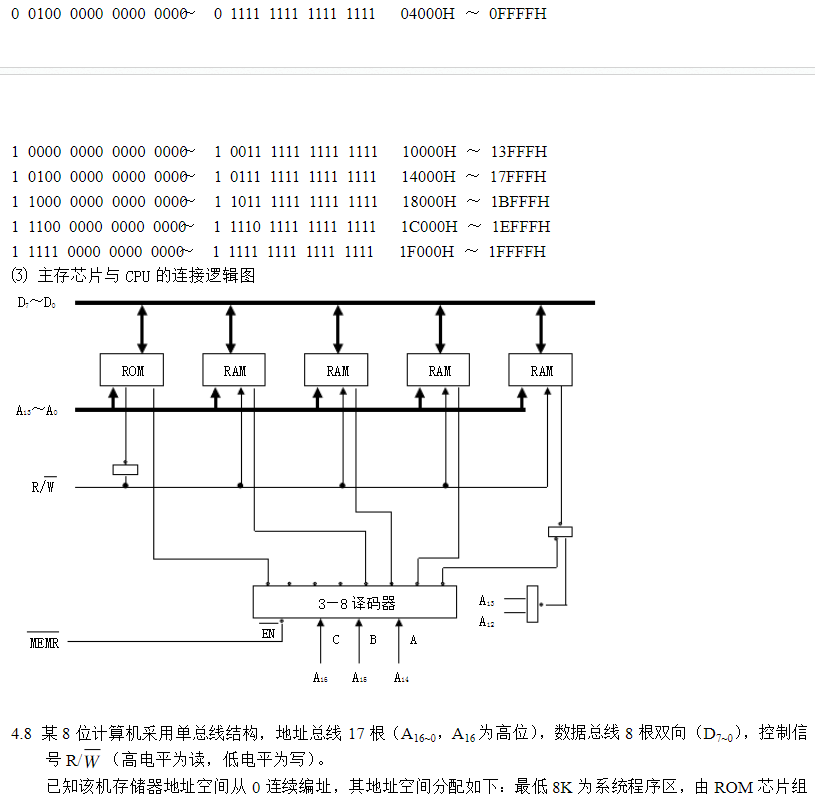 0 0100 0000 0000 0000~ 0 1111 1111 1111 1111 04000H ～ 0FFFFH
1 0000 0000 0000 0000~ 1 0011 1111 1111 1111 10000H ～ 13FFFH
1 0100 0000 0000 0000~ 1 0111 1111 1111 1111 14000H ～ 17FFFH
1 1000 0000 0000 0000~ 1 1011 1111 1111 1111 18000H ～ 1BFFFH
1 1100 0000 0000 0000~ 1 1110 1111 1111 1111 1C000H ～ 1EFFFH
1 1111 0000 0000 0000~ 1 1111 1111 1111 1111 1F000H ～ 1FFFFH
⑶ 主存芯片与 CPU 的连接逻辑图
D₇～D₀
ROM RAM RAM RAM RAM
A₁₃～A₀
R/W̅
3－8 译码器
A₁₃
A₁₂
E̅N̅
C B A
M̅E̅M̅R̅
A₁₆ A₁₅ A₁₄
4.8 某 8 位计算机采用单总线结构，地址总线 17 根（A₁₆~₀，A₁₆ 为高位），数据总线 8 根双向（D₇~₀），控制信
号 R/W̅ （高电平为读，低电平为写）。
已知该机存储器地址空间从 0 连续编址，其地址空间分配如下：最低 8K 为系统程序区，由 ROM 芯片组